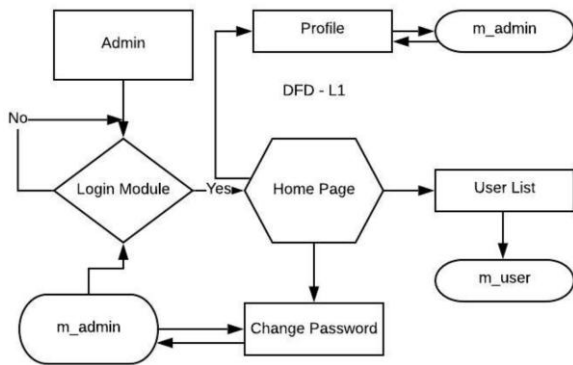 Admin
Profile
m_admin
DFD - L1
No
Login Module
Yes
Home Page
User List
m_user
m_admin
Change Password